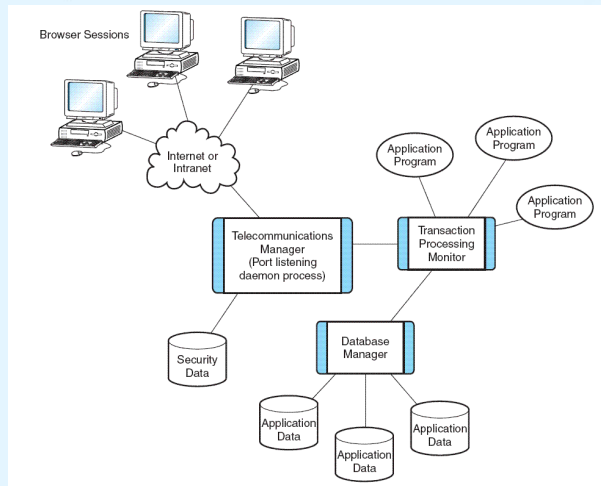 Browser Sessions
Internet or
Intranet
Application
Program
Application
Program
Application
Program
Telecommunications
Manager
(Port listening
daemon process)
Transaction
Processing
Monitor
Security
Data
Database
Manager
Application
Data
Application
Data
Application
Data